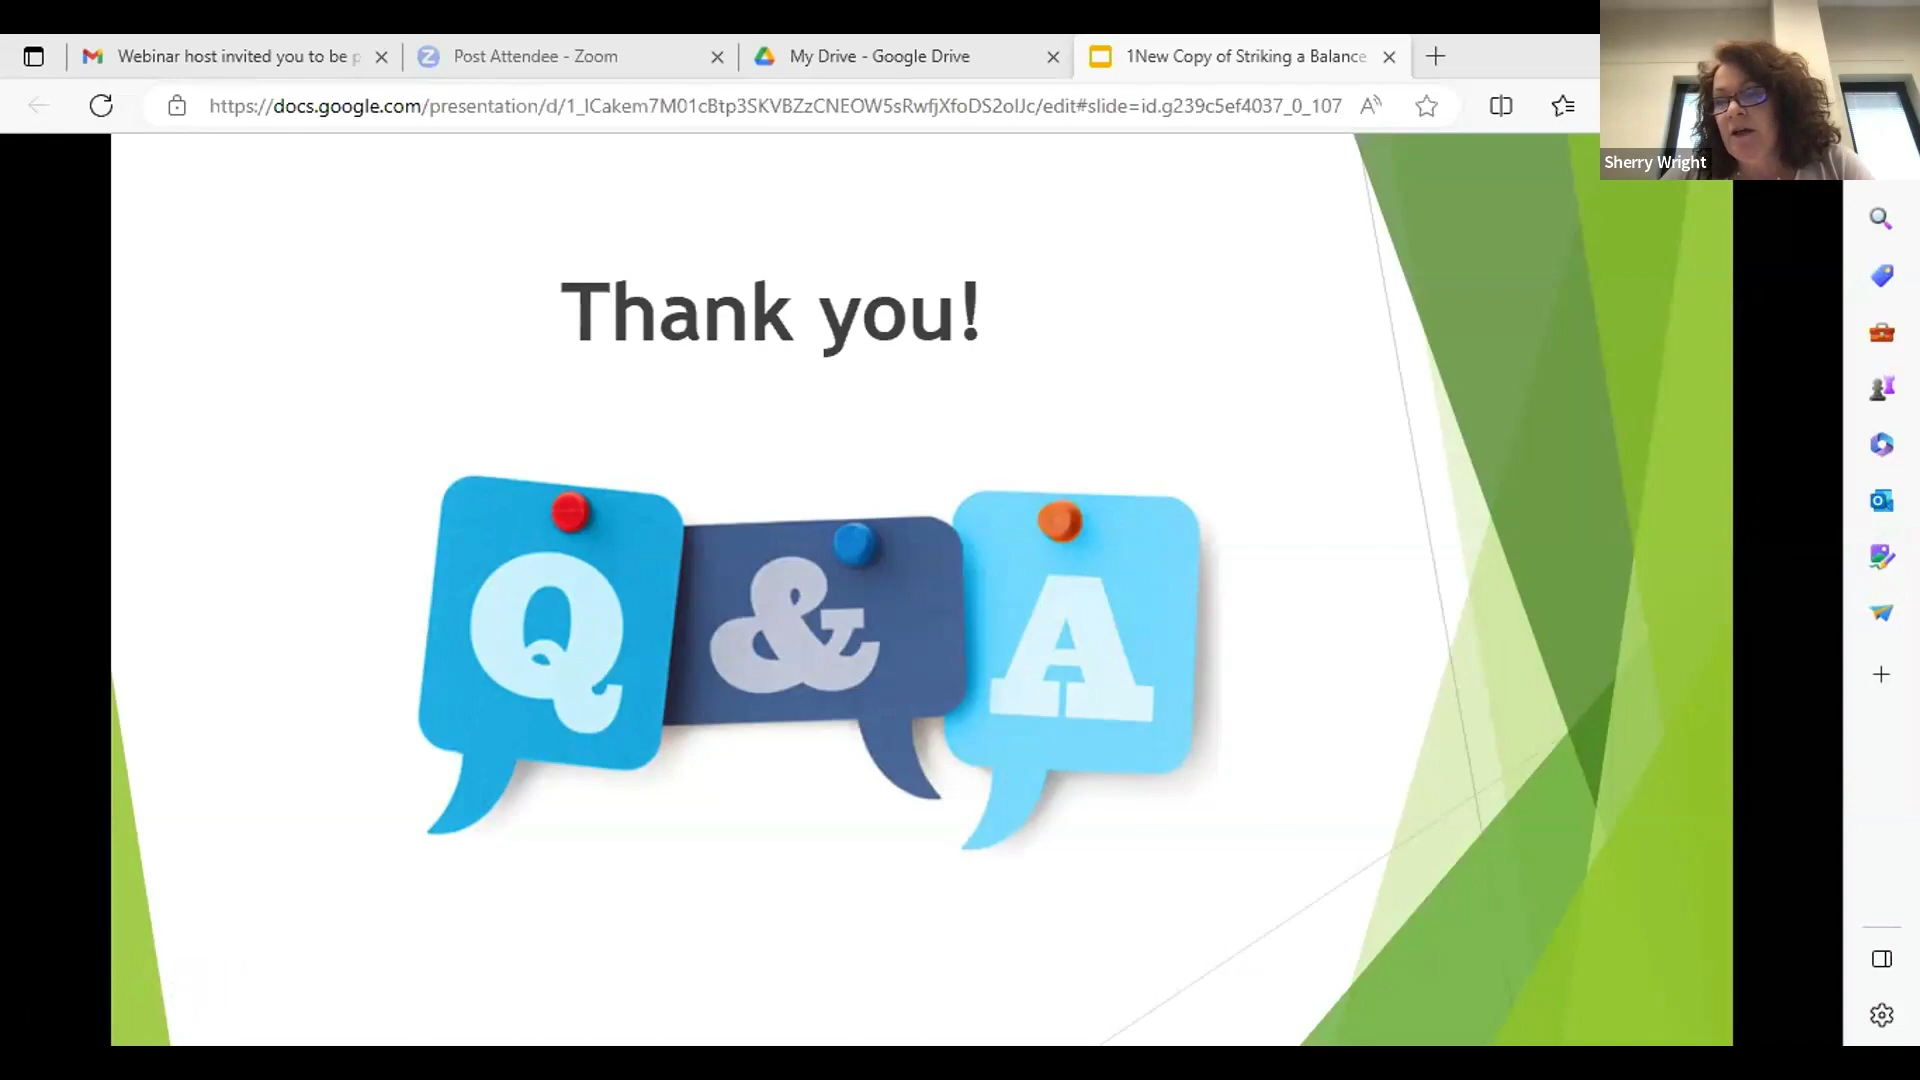 Webinar host invited you to be p
Post Attendee - Zoom
My Drive - Google Drive
1New Copy of Striking a Balance
https://docs.google.com/presentation/d/1_lCakem7M01cBtp3SKVBZzCNEOW5sRwfjXfoDS2oIJc/edit#slide=id.g239c5ef4037_0_107
Sherry Wright
Thank you!
Q & A